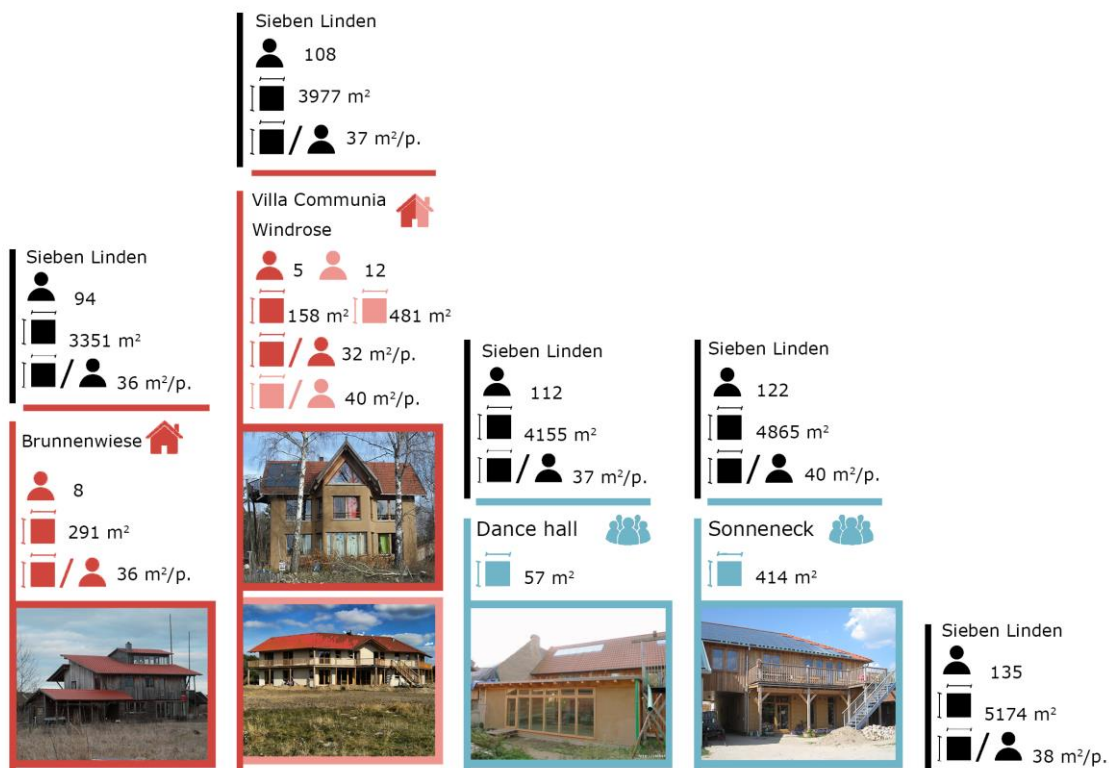 Sieben Linden
94
3351 m²
/ 36 m²/p.
Brunnenwiese
8
291 m²
/ 36 m²/p.
Sieben Linden
108
3977 m²
/ 37 m²/p.
Villa Communia
Windrose
5 12
158 m² 481 m²
/ 32 m²/p.
/ 40 m²/p.
Sieben Linden
112
4155 m²
/ 37 m²/p.
Dance hall
57 m²
Sieben Linden
122
4865 m²
/ 40 m²/p.
Sonneneck
414 m²
Sieben Linden
135
5174 m²
/ 38 m²/p.